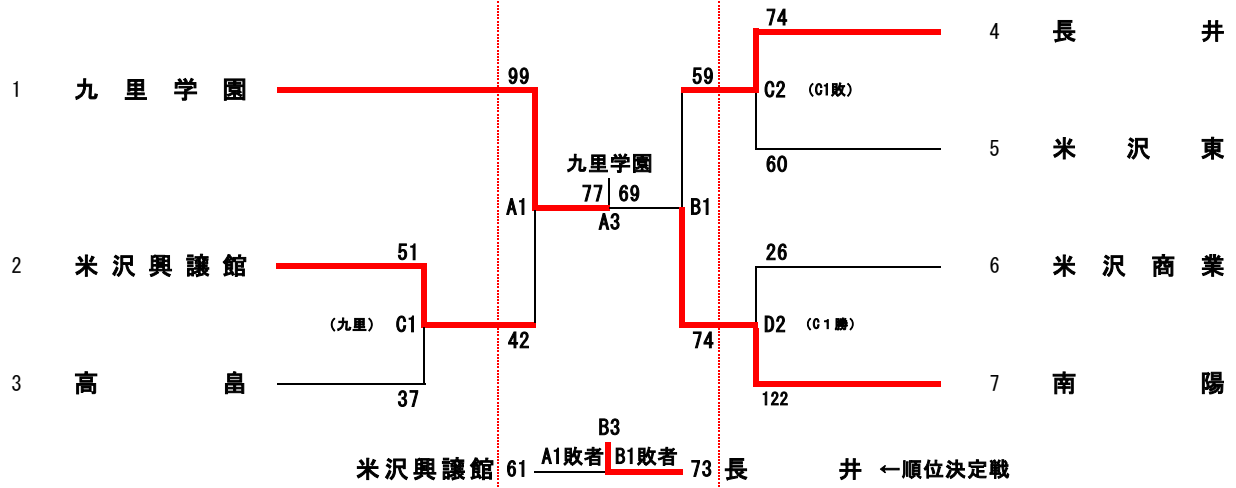 74
4 長井
99 59
1 九里学園
C2 (C1敗)
5 米沢東
60
九里学園
77 69
A1 B1
A3
51 26
2 米沢興譲館
6 米沢商業
(九里) C1
D2 (C1勝)
42 74
3 高畠
7 南陽
37 122
B3
A1敗者 B1敗者
米沢興譲館 61 73 長井 ←順位決定戦